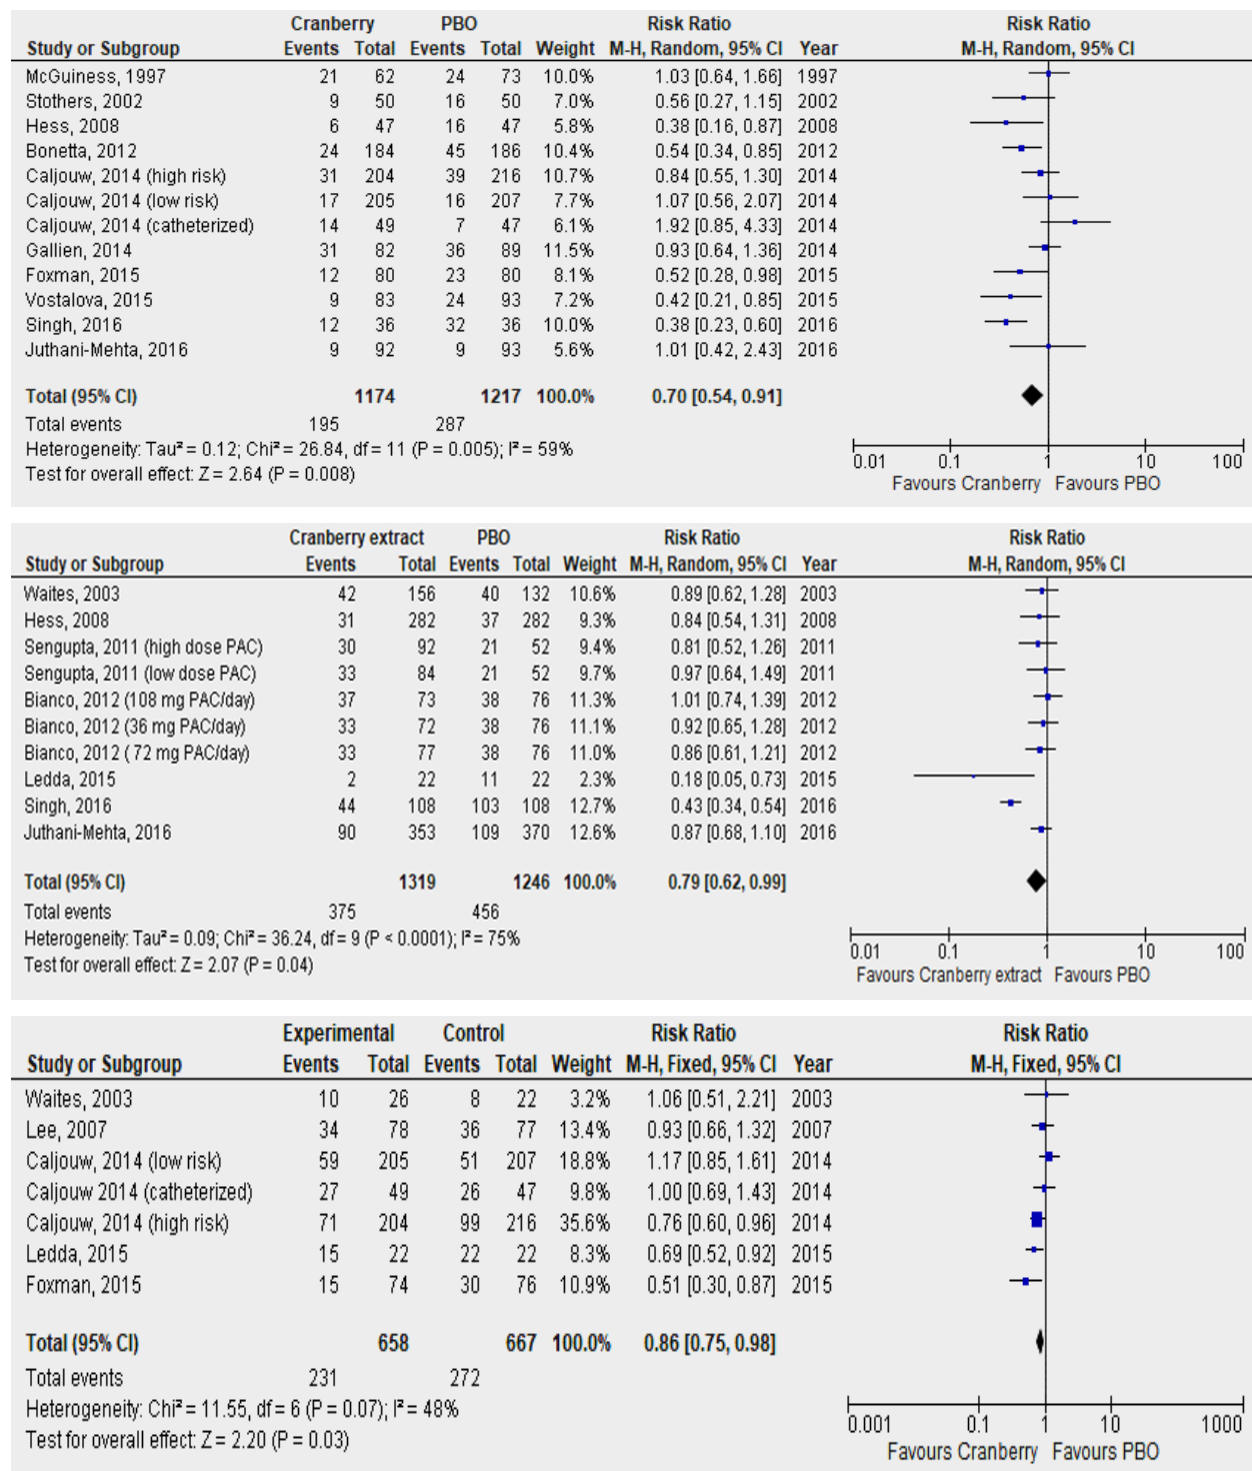 Cranberry PBO Risk Ratio Risk Ratio
Study or Subgroup Events Total Events Total Weight M-H, Random, 95% CI Year M-H, Random, 95% CI
McGuiness, 1997 21 62 24 73 10.0% 1.03 [0.64, 1.66] 1997
Stothers, 2002 9 50 16 50 7.0% 0.56 [0.27, 1.15] 2002
Hess, 2008 6 47 16 47 5.8% 0.38 [0.16, 0.87] 2008
Bonetta, 2012 24 184 45 186 10.4% 0.54 [0.34, 0.85] 2012
Caljouw, 2014 (high risk) 31 204 39 216 10.7% 0.84 [0.55, 1.30] 2014
Caljouw, 2014 (low risk) 17 205 16 207 7.7% 1.07 [0.56, 2.07] 2014
Caljouw, 2014 (catheterized) 14 49 7 47 6.1% 1.92 [0.85, 4.33] 2014
Gallien, 2014 31 82 36 89 11.5% 0.93 [0.64, 1.36] 2014
Foxman, 2015 12 80 23 80 8.1% 0.52 [0.28, 0.98] 2015
Vostalova, 2015 9 83 24 93 7.2% 0.42 [0.21, 0.85] 2015
Singh, 2016 12 36 32 36 10.0% 0.38 [0.23, 0.60] 2016
Juthani-Mehta, 2016 9 92 9 93 5.6% 1.01 [0.42, 2.43] 2016
Total (95% CI) 1174 1217 100.0% 0.70 [0.54, 0.91]
Total events 195 287
Heterogeneity: Tau² = 0.12; Chi² = 26.84, df = 11 (P = 0.005); I² = 59%
Test for overall effect: Z = 2.64 (P = 0.008)
0.01 0.1 1 10 100
Favours Cranberry Favours PBO
Cranberry extract PBO Risk Ratio Risk Ratio
Study or Subgroup Events Total Events Total Weight M-H, Random, 95% CI Year M-H, Random, 95% CI
Waites, 2003 42 156 40 132 10.6% 0.89 [0.62, 1.28] 2003
Hess, 2008 31 282 37 282 9.3% 0.84 [0.54, 1.31] 2008
Sengupta, 2011 (high dose PAC) 30 92 21 52 9.4% 0.81 [0.52, 1.26] 2011
Sengupta, 2011 (low dose PAC) 33 84 21 52 9.7% 0.97 [0.64, 1.49] 2011
Bianco, 2012 (108 mg PAC/day) 37 73 38 76 11.3% 1.01 [0.74, 1.39] 2012
Bianco, 2012 (36 mg PAC/day) 33 72 38 76 11.1% 0.92 [0.65, 1.28] 2012
Bianco, 2012 ( 72 mg PAC/day) 33 77 38 76 11.0% 0.86 [0.61, 1.21] 2012
Ledda, 2015 2 22 11 22 2.3% 0.18 [0.05, 0.73] 2015
Singh, 2016 44 108 103 108 12.7% 0.43 [0.34, 0.54] 2016
Juthani-Mehta, 2016 90 353 109 370 12.6% 0.87 [0.68, 1.10] 2016
Total (95% CI) 1319 1246 100.0% 0.79 [0.62, 0.99]
Total events 375 456
Heterogeneity: Tau² = 0.09; Chi² = 36.24, df = 9 (P < 0.0001); I² = 75%
Test for overall effect: Z = 2.07 (P = 0.04)
0.01 0.1 1 10 100
Favours Cranberry extract Favours PBO
Experimental Control Risk Ratio Risk Ratio
Study or Subgroup Events Total Events Total Weight M-H, Fixed, 95% CI Year M-H, Fixed, 95% CI
Waites, 2003 10 26 8 22 3.2% 1.06 [0.51, 2.21] 2003
Lee, 2007 34 78 36 77 13.4% 0.93 [0.66, 1.32] 2007
Caljouw, 2014 (low risk) 59 205 51 207 18.8% 1.17 [0.85, 1.61] 2014
Caljouw 2014 (catheterized) 27 49 26 47 9.8% 1.00 [0.69, 1.43] 2014
Caljouw, 2014 (high risk) 71 204 99 216 35.6% 0.76 [0.60, 0.96] 2014
Ledda, 2015 15 22 22 22 8.3% 0.69 [0.52, 0.92] 2015
Foxman, 2015 15 74 30 76 10.9% 0.51 [0.30, 0.87] 2015
Total (95% CI) 658 667 100.0% 0.86 [0.75, 0.98]
Total events 231 272
Heterogeneity: Chi² = 11.55, df = 6 (P = 0.07); I² = 48%
Test for overall effect: Z = 2.20 (P = 0.03)
0.001 0.1 1 10 1000
Favours Cranberry Favours PBO